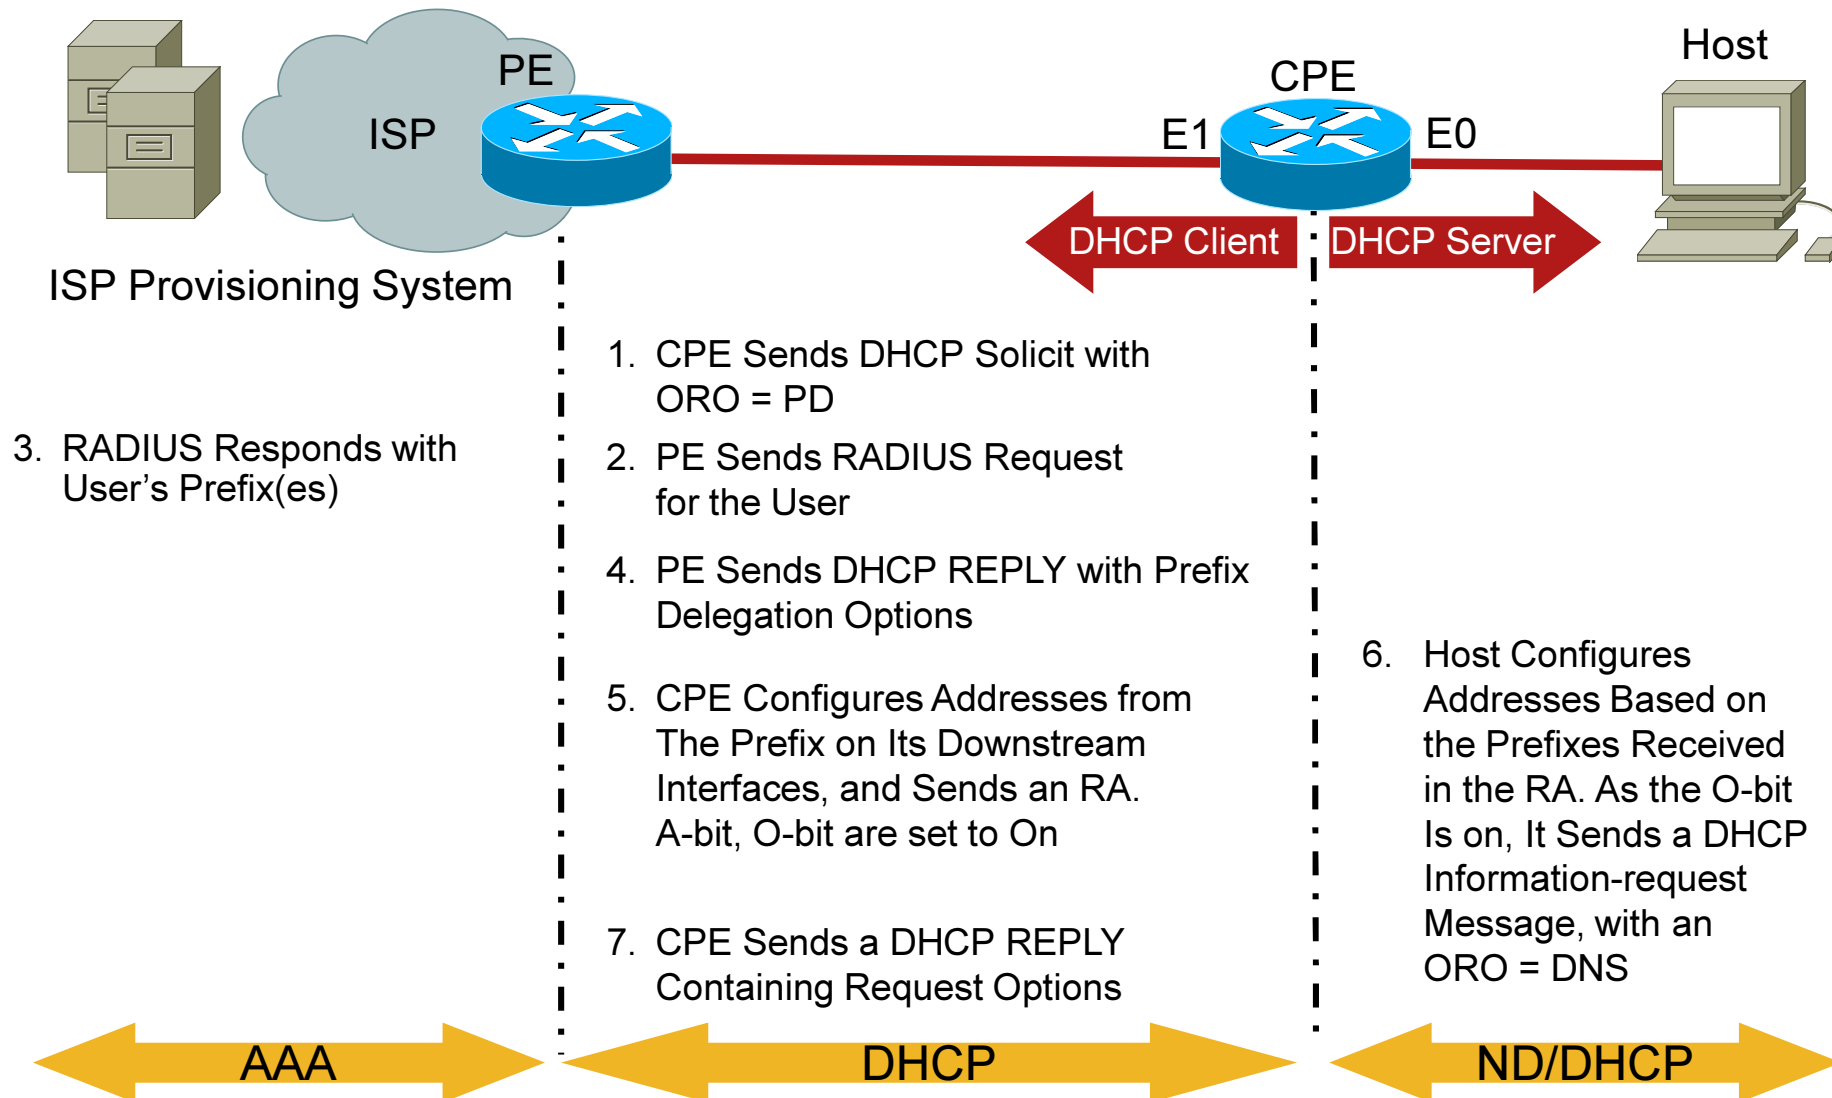 Host
PE
CPE
ISP
E1
E0
DHCP Client
DHCP Server
ISP Provisioning System
1. CPE Sends DHCP Solicit with
ORO = PD
3. RADIUS Responds with
User's Prefix(es)
2. PE Sends RADIUS Request
for the User
4. PE Sends DHCP REPLY with Prefix
Delegation Options
5. CPE Configures Addresses from
The Prefix on Its Downstream
Interfaces, and Sends an RA.
A-bit, O-bit are set to On
6. Host Configures
Addresses Based on
the Prefixes Received
in the RA. As the O-bit
Is on, It Sends a DHCP
Information-request
Message, with an
ORO = DNS
7. CPE Sends a DHCP REPLY
Containing Request Options
AAA
DHCP
ND/DHCP